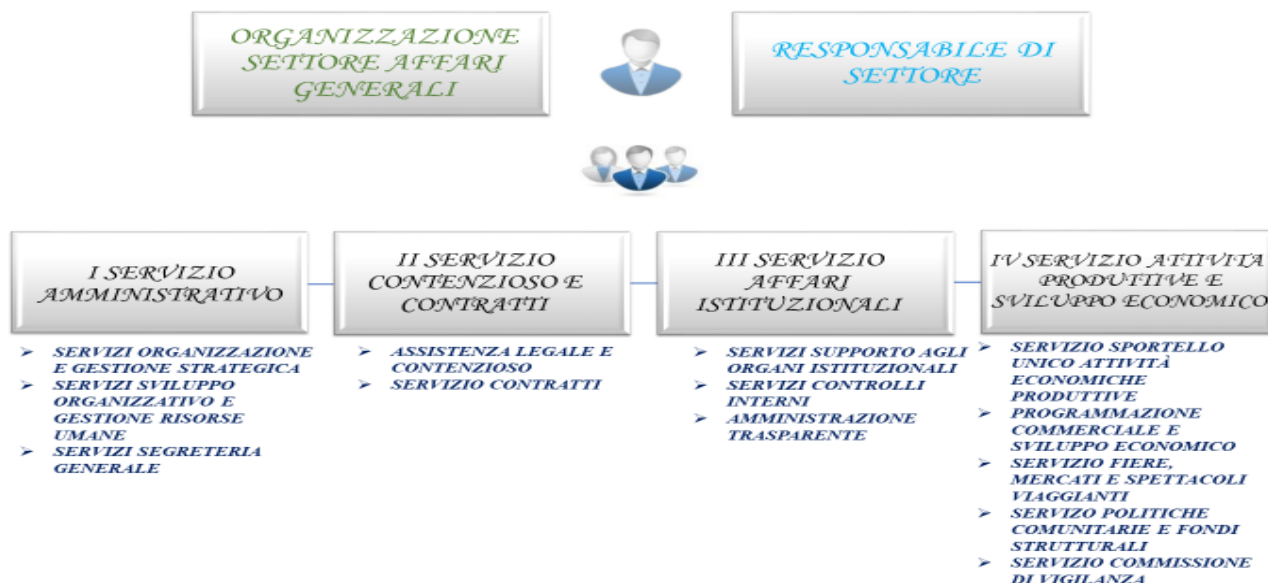 ORGANIZZAZIONE
SETTORE AFFARI
GENERALI
RESPONSABILE DI
SETTORE
I SERVIZIO
AMMINISTRATIVO
➢ SERVIZI ORGANIZZAZIONE
E GESTIONE STRATEGICA
➢ SERVIZI SVILUPPO
ORGANIZZATIVO E
GESTIONE RISORSE
UMANE
➢ SERVIZI SEGRETERIA
GENERALE
II SERVIZIO
CONTENZIOSO E
CONTRATTI
➢ ASSISTENZA LEGALE E
CONTENZIOSO
➢ SERVIZIO CONTRATTI
III SERVIZIO
AFFARI
ISTITUZIONALI
➢ SERVIZI SUPPORTO AGLI
ORGANI ISTITUZIONALI
➢ SERVIZI CONTROLLI
INTERNI
➢ AMMINISTRAZIONE
TRASPARENTE
IV SERVIZIO ATTIVITA
PRODUTTIVE E
SVILUPPO ECONOMICO
➢ SERVIZIO SPORTELLO
UNICO ATTIVITÀ
ECONOMICHE
PRODUTTIVE
➢ PROGRAMMAZIONE
COMMERCIALE E
SVILUPPO ECONOMICO
➢ SERVIZIO FIERE,
MERCATI E SPETTACOLI
VIAGGIANTI
➢ SERVIZO POLITICHE
COMUNITARIE E FONDI
STRUTTURALI
➢ SERVIZIO COMMISSIONE
DI VIGILANZA